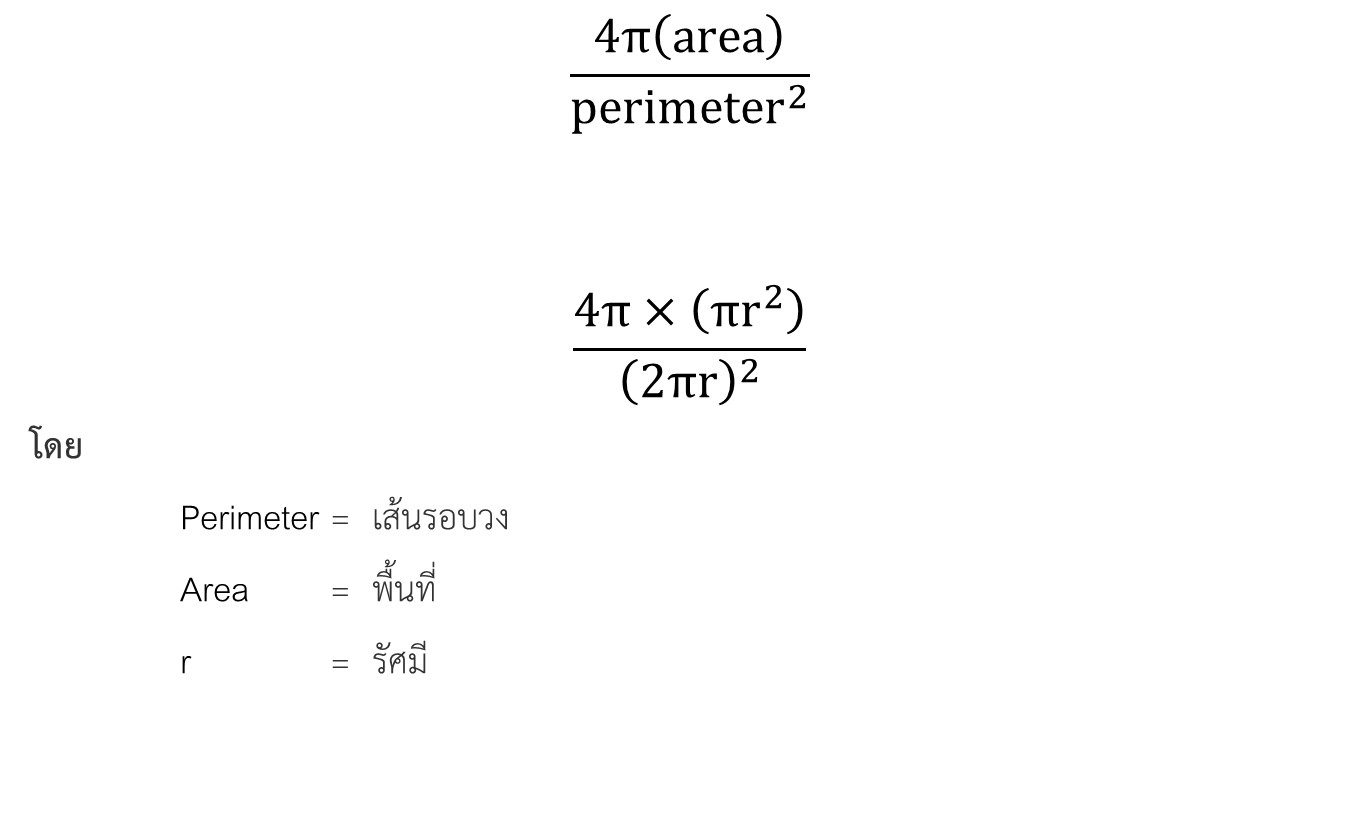 4π(area)
perimeter²
4π × (πr²)
(2πr)²
โดย
Perimeter = เส้นรอบวง
Area = พื้นที่
r = รัศมี